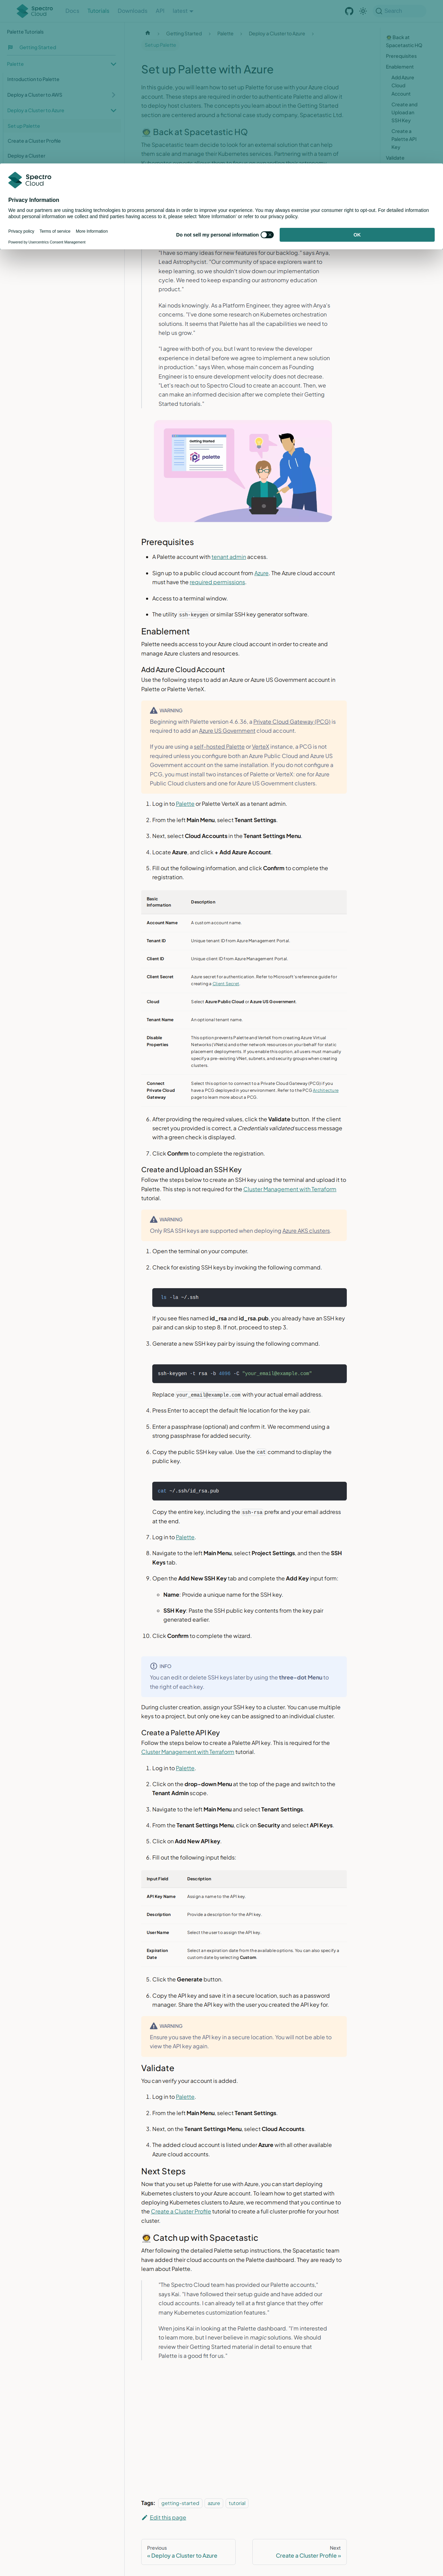 Spectro Cloud
Docs
Tutorials
Downloads
API
latest
Search
Palette Tutorials
Getting Started
Palette
Introduction to Palette
Deploy a Cluster to AWS
Deploy a Cluster to Azure
Set up Palette
Create a Cluster Profile
Deploy a Cluster
Getting Started
Palette
Deploy a Cluster to Azure
Set up Palette
Set up Palette with Azure
In this guide, you will learn how to set up Palette for use with your Azure cloud
account. These steps are required in order to authenticate Palette and allow it to
deploy host clusters. The concepts you learn about in the Getting Started
section are centered around a fictional case study company, Spacetastic Ltd.
🧑‍🚀 Back at Spacetastic HQ
The Spacetastic team decide to look for an external solution that can help them
scale and manage their Kubernetes services. Partnering with a team of
🧑‍🚀 Back at Spacetastic HQ
Prerequisites
Enablement
Add Azure Cloud Account
Create and Upload an SSH Key
Create a Palette API Key
Validate
Spectro Cloud
Privacy Information
We and our partners are using tracking technologies to process personal data in order to improve your experience. You may always exercise your consumer right to opt-out. For detailed information
about personal information we collect and third parties having access to it, please select 'More Information' or refer to our privacy policy.
Privacy policy
Terms of service
More Information
Do not sell my personal information
OK
Powered by Usercentrics Consent Management
"I have so many ideas for new features for our backlog," says Anya,
Lead Astrophycist. "Our community of space explorers want to
keep learning, so we shouldn't slow down our implementation
cycle. We need to keep expanding our astronomy education
product."
Kai nods knowingly. As a Platform Engineer, they agree with Anya's
concerns. "I've done some research on Kubernetes orchestration
solutions. It seems that Palette has all the capabilities we need to
help us grow."
"I agree with both of you, but I want to review the developer
experience in detail before we agree to implement a new solution
in production." says Wren, whose main concern as Founding
Engineer is to ensure development velocity does not decrease.
"Let's reach out to Spectro Cloud to create an account. Then, we
can make an informed decision after we complete their Getting
Started tutorials."
Getting Started
palette
Prerequisites
A Palette account with tenant admin access.
Sign up to a public cloud account from Azure. The Azure cloud account
must have the required permissions.
Access to a terminal window.
The utility ssh-keygen or similar SSH key generator software.
Enablement
Palette needs access to your Azure cloud account in order to create and
manage Azure clusters and resources.
Add Azure Cloud Account
Use the following steps to add an Azure or Azure US Government account in
Palette or Palette VerteX.
WARNING
Beginning with Palette version 4.6.36, a Private Cloud Gateway (PCG) is
required to add an Azure US Government cloud account.
If you are using a self-hosted Palette or VerteX instance, a PCG is not
required unless you configure both an Azure Public Cloud and Azure US
Government account on the same installation. If you do not configure a
PCG, you must install two instances of Palette or VerteX: one for Azure
Public Cloud clusters and one for Azure US Government clusters.
1. Log in to Palette or Palette VerteX as a tenant admin.
2. From the left Main Menu, select Tenant Settings.
3. Next, select Cloud Accounts in the Tenant Settings Menu.
4. Locate Azure, and click + Add Azure Account.
5. Fill out the following information, and click Confirm to complete the
registration.
Basic Information
Description
Account Name
A custom account name.
Tenant ID
Unique tenant ID from Azure Management Portal.
Client ID
Unique client ID from Azure Management Portal.
Client Secret
Azure secret for authentication. Refer to Microsoft's reference guide for
creating a Client Secret.
Cloud
Select Azure Public Cloud or Azure US Government.
Tenant Name
An optional tenant name.
Disable Properties
This option prevents Palette and VerteX from creating Azure Virtual
Networks (VNets) and other network resources on your behalf for static
placement deployments. If you enable this option, all users must manually
specify a pre-existing VNet, subnets, and security groups when creating
clusters.
Connect Private Cloud Gateway
Select this option to connect to a Private Cloud Gateway (PCG) if you
have a PCG deployed in your environment. Refer to the PCG Architecture
page to learn more about a PCG.
6. After providing the required values, click the Validate button. If the client
secret you provided is correct, a Credentials validated success message
with a green check is displayed.
7. Click Confirm to complete the registration.
Create and Upload an SSH Key
Follow the steps below to create an SSH key using the terminal and upload it to
Palette. This step is not required for the Cluster Management with Terraform
tutorial.
WARNING
Only RSA SSH keys are supported when deploying Azure AKS clusters.
1. Open the terminal on your computer.
2. Check for existing SSH keys by invoking the following command.
ls -la ~/.ssh
If you see files named id_rsa and id_rsa.pub, you already have an SSH key
pair and can skip to step 8. If not, proceed to step 3.
3. Generate a new SSH key pair by issuing the following command.
ssh-keygen -t rsa -b 4096 -C "your_email@example.com"
Replace your_email@example.com with your actual email address.
4. Press Enter to accept the default file location for the key pair.
5. Enter a passphrase (optional) and confirm it. We recommend using a
strong passphrase for added security.
6. Copy the public SSH key value. Use the cat command to display the
public key.
cat ~/.ssh/id_rsa.pub
Copy the entire key, including the ssh-rsa prefix and your email address
at the end.
7. Log in to Palette.
8. Navigate to the left Main Menu, select Project Settings, and then the SSH
Keys tab.
9. Open the Add New SSH Key tab and complete the Add Key input form:
Name: Provide a unique name for the SSH key.
SSH Key: Paste the SSH public key contents from the key pair
generated earlier.
10. Click Confirm to complete the wizard.
INFO
You can edit or delete SSH keys later by using the three-dot Menu to
the right of each key.
During cluster creation, assign your SSH key to a cluster. You can use multiple
keys to a project, but only one key can be assigned to an individual cluster.
Create a Palette API Key
Follow the steps below to create a Palette API key. This is required for the
Cluster Management with Terraform tutorial.
1. Log in to Palette.
2. Click on the drop-down Menu at the top of the page and switch to the
Tenant Admin scope.
3. Navigate to the left Main Menu and select Tenant Settings.
4. From the Tenant Settings Menu, click on Security and select API Keys.
5. Click on Add New API key.
6. Fill out the following input fields:
Input Field
Description
API Key Name
Assign a name to the API key.
Description
Provide a description for the API key.
User Name
Select the user to assign the API key.
Expiration Date
Select an expiration date from the available options. You can also specify a
custom date by selecting Custom.
5. Click the Generate button.
6. Copy the API key and save it in a secure location, such as a password
manager. Share the API key with the user you created the API key for.
WARNING
Ensure you save the API key in a secure location. You will not be able to
view the API key again.
Validate
You can verify your account is added.
1. Log in to Palette.
2. From the left Main Menu, select Tenant Settings.
3. Next, on the Tenant Settings Menu, select Cloud Accounts.
4. The added cloud account is listed under Azure with all other available
Azure cloud accounts.
Next Steps
Now that you set up Palette for use with Azure, you can start deploying
Kubernetes clusters to your Azure account. To learn how to get started with
deploying Kubernetes clusters to Azure, we recommend that you continue to
the Create a Cluster Profile tutorial to create a full cluster profile for your host
cluster.
🧑‍🚀 Catch up with Spacetastic
After following the detailed Palette setup instructions, the Spacetastic team
have added their cloud accounts on the Palette dashboard. They are ready to
learn about Palette.
"The Spectro Cloud team has provided our Palette accounts,"
says Kai. "I have followed their setup guide and have added our
cloud accounts. I can already tell at a first glance that they offer
many Kubernetes customization features."
Wren joins Kai in looking at the Palette dashboard. "I'm interested
to learn more, but I never believe in magic solutions. We should
review their Getting Started material in detail to ensure that
Palette is a good fit for us."
Tags:
getting-started
azure
tutorial
Edit this page
Previous
« Deploy a Cluster to Azure
Next
Create a Cluster Profile »